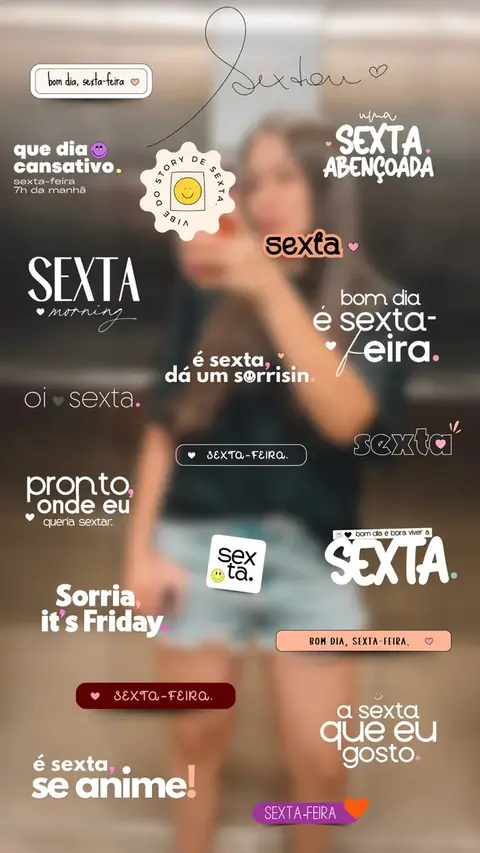 Sextou
bom dia, sexta-feira
uma
SEXTA
ABENÇOADA.
que dia
cansativo.
sexta-feira
7h da manhã
VIBE DO STORY DE SEXTA.
sexta
SEXTA
morning
bom dia
é sexta-
feira.
é sexta,
dá um sorrisin.
oi sexta.
sexta
SEXTA-FEIRA.
pronto,
onde eu
queria sextar.
bom dia e bora viver a
SEXTA.
sex
ta.
Sorria,
it's Friday.
BOM DIA, SEXTA-FEIRA.
SEXTA-FEIRA.
a sexta
que eu
gosto.
é sexta,
se anime!
SEXTA-FEIRA